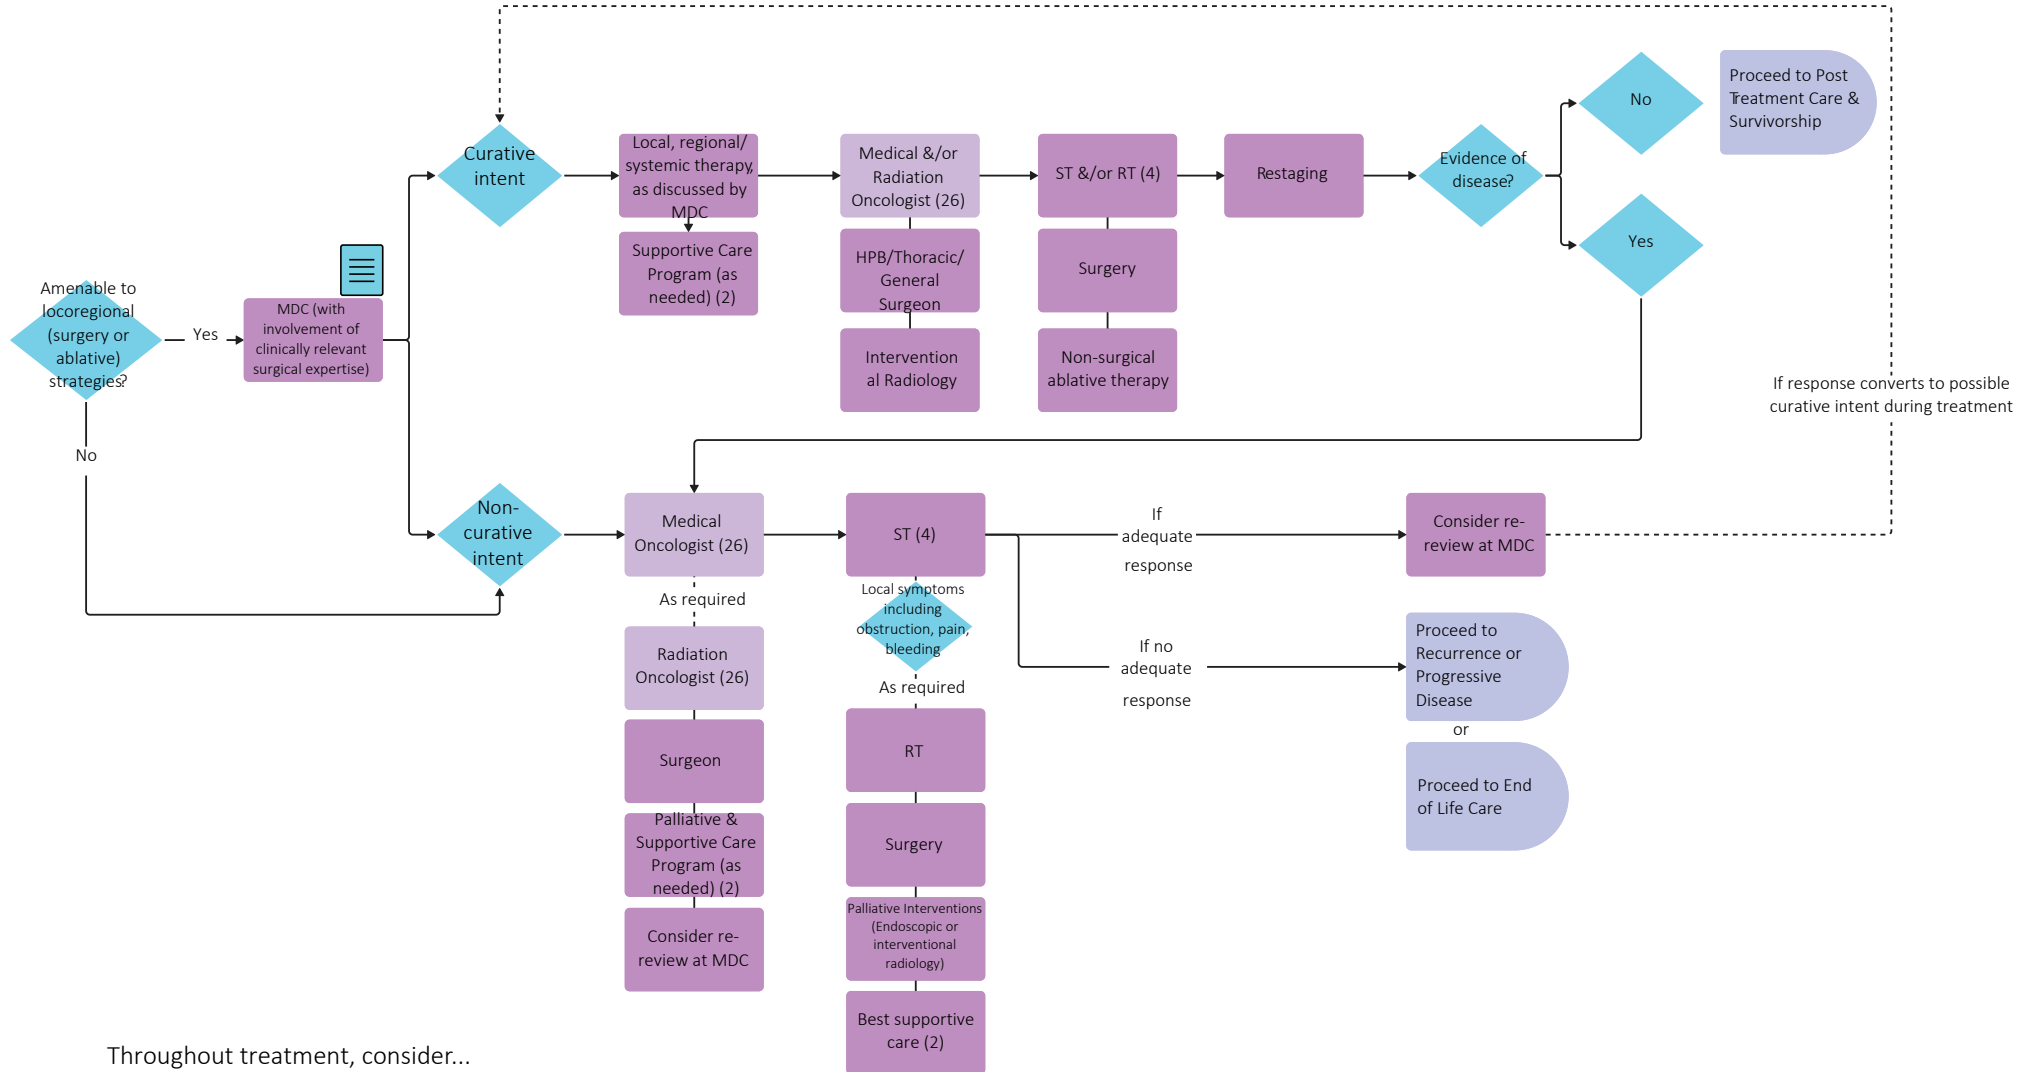 Amenable to
locoregional
(surgery or
ablative)
strategies?
Yes
No
MDC (with
involvement of
clinically relevant
surgical expertise)
Curative
intent
Local, regional/
systemic therapy,
as discussed by
MDC
Supportive Care
Program (as
needed) (2)
Medical &/or
Radiation
Oncologist (26)
HPB/Thoracic/
General
Surgeon
Intervention
al Radiology
ST &/or RT (4)
Surgery
Non-surgical
ablative therapy
Restaging
Evidence of
disease?
No
Yes
Proceed to Post
Treatment Care &
Survivorship
If response converts to possible
curative intent during treatment
Non-
curative
intent
Medical
Oncologist (26)
As required
Radiation
Oncologist (26)
Surgeon
Palliative &
Supportive Care
Program (as
needed) (2)
Consider re-
review at MDC
ST (4)
Local symptoms
including
obstruction, pain,
bleeding
As required
RT
Surgery
Palliative Interventions
(Endoscopic or
interventional
radiology)
Best supportive
care (2)
If
adequate
response
Consider re-
review at MDC
If no
adequate
response
Proceed to
Recurrence or
Progressive
Disease
or
Proceed to End
of Life Care
Throughout treatment, consider...